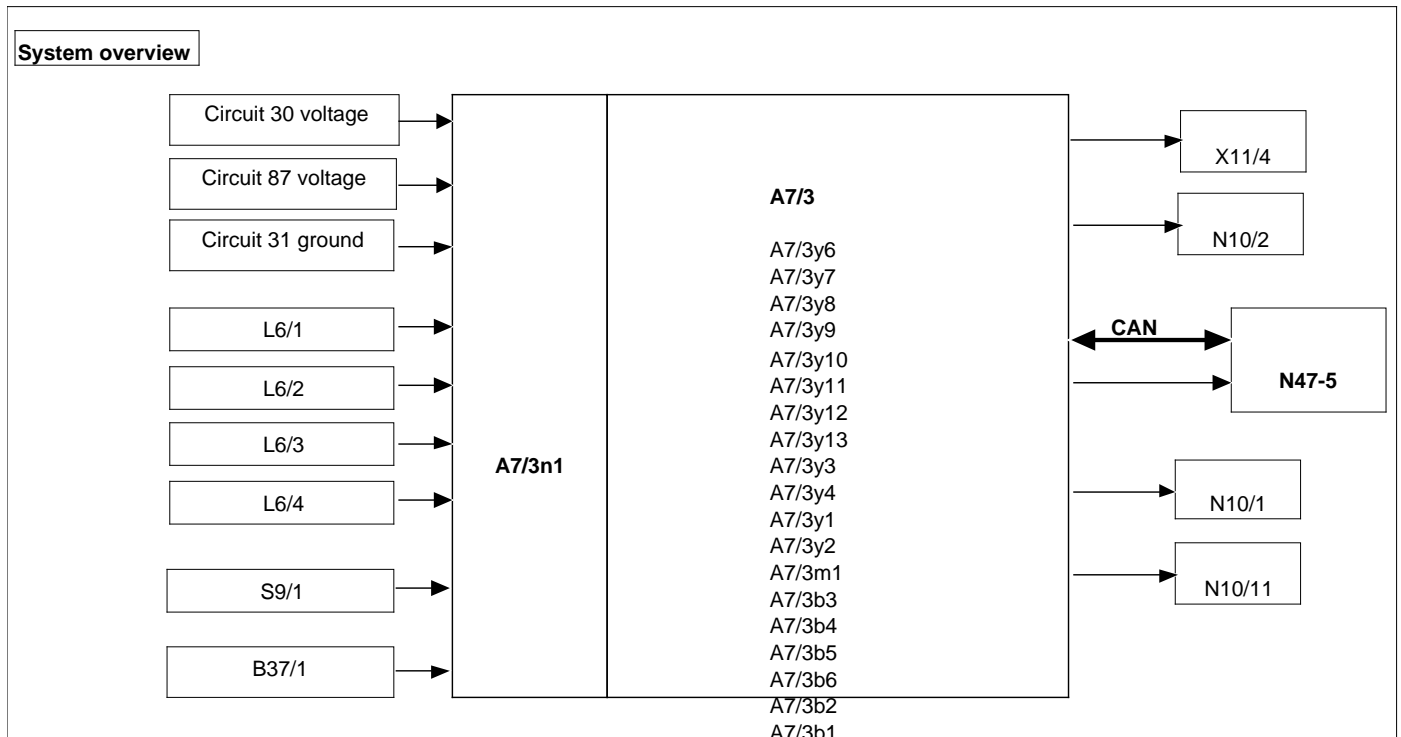 System overview
Circuit 30 voltage
Circuit 87 voltage
Circuit 31 ground
L6/1
L6/2
L6/3
L6/4
S9/1
B37/1
A7/3n1
A7/3
A7/3y6
A7/3y7
A7/3y8
A7/3y9
A7/3y10
A7/3y11
A7/3y12
A7/3y13
A7/3y3
A7/3y4
A7/3y1
A7/3y2
A7/3m1
A7/3b3
A7/3b4
A7/3b5
A7/3b6
A7/3b2
A7/3b1
X11/4
N10/2
CAN
N47-5
N10/1
N10/11